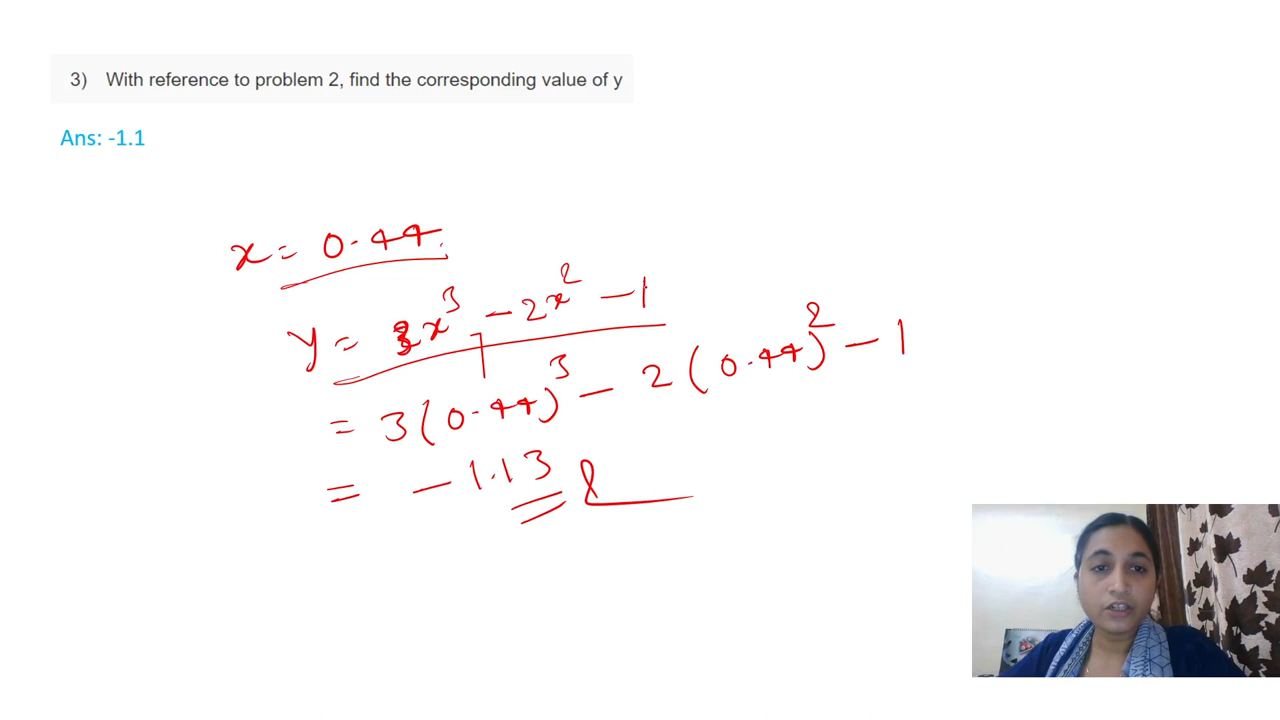 3) With reference to problem 2, find the corresponding value of y
Ans: -1.1
x = 0.44
y = 3x³ - 2x² - 1
= 3(0.44)³ - 2(0.44)² - 1
= - 1.13